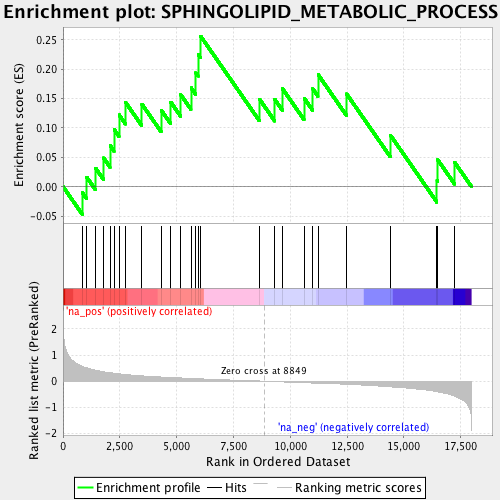 Enrichment plot: SPHINGOLIPID_METABOLIC_PROCESS
Enrichment score (ES)
0.25
0.20
0.15
0.10
0.05
0.00
-0.05
'na_pos' (positively correlated)
Ranked list metric (PreRanked)
2
1
0
-1
-2
Zero cross at 8849
'na_neg' (negatively correlated)
0
2,500
5,000
7,500
10,000
12,500
15,000
17,500
Rank in Ordered Dataset
Enrichment profile
Hits
Ranking metric scores